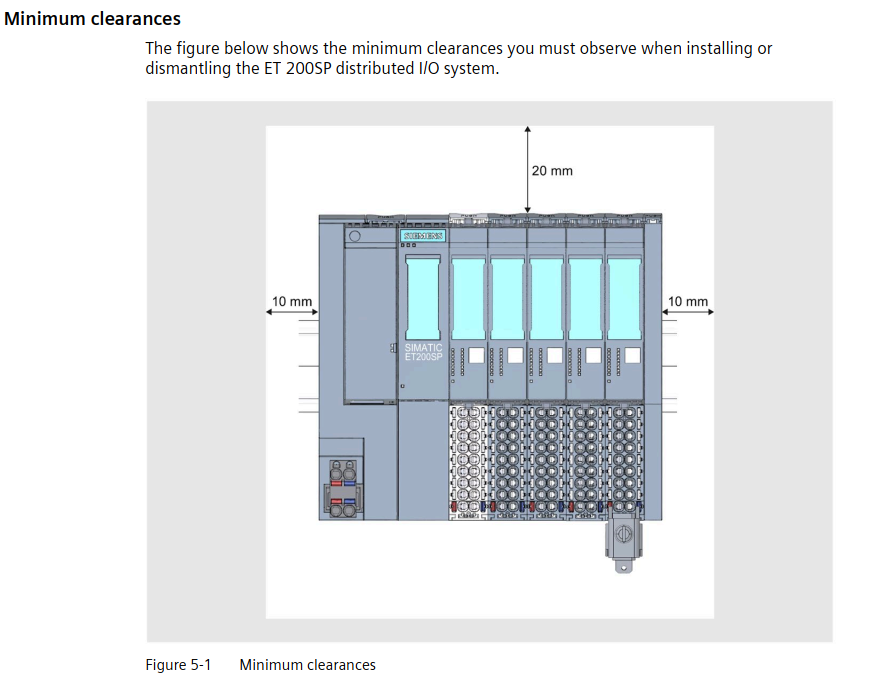 Minimum clearances
The figure below shows the minimum clearances you must observe when installing or
dismantling the ET 200SP distributed I/O system.
20 mm
SIEMENS
10 mm
10 mm
SIMATIC
ET200SP
Figure 5-1 Minimum clearances